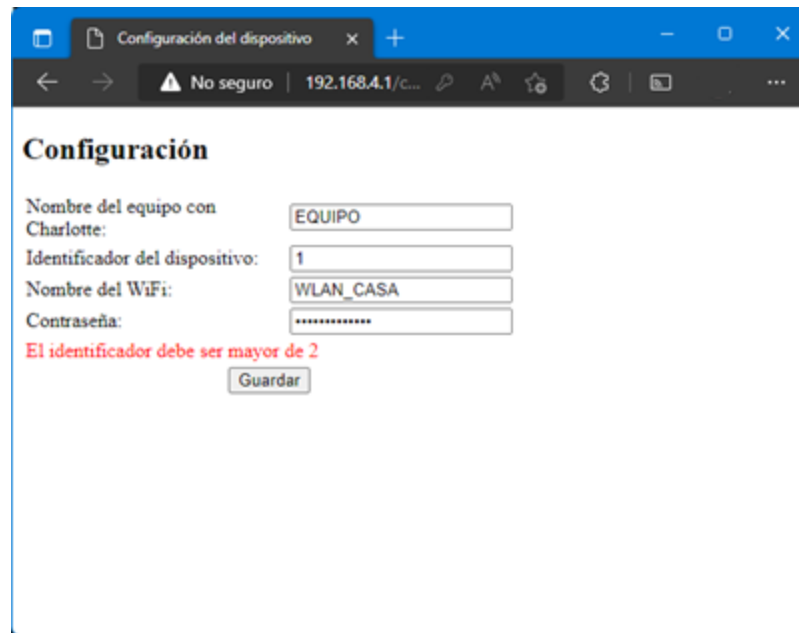 Configuración del dispositivo
No seguro | 192.168.4.1/c...
Configuración
Nombre del equipo con
Charlotte:
EQUIPO
Identificador del dispositivo: 1
Nombre del WiFi: WLAN_CASA
Contraseña: •••••••••••••
El identificador debe ser mayor de 2
Guardar